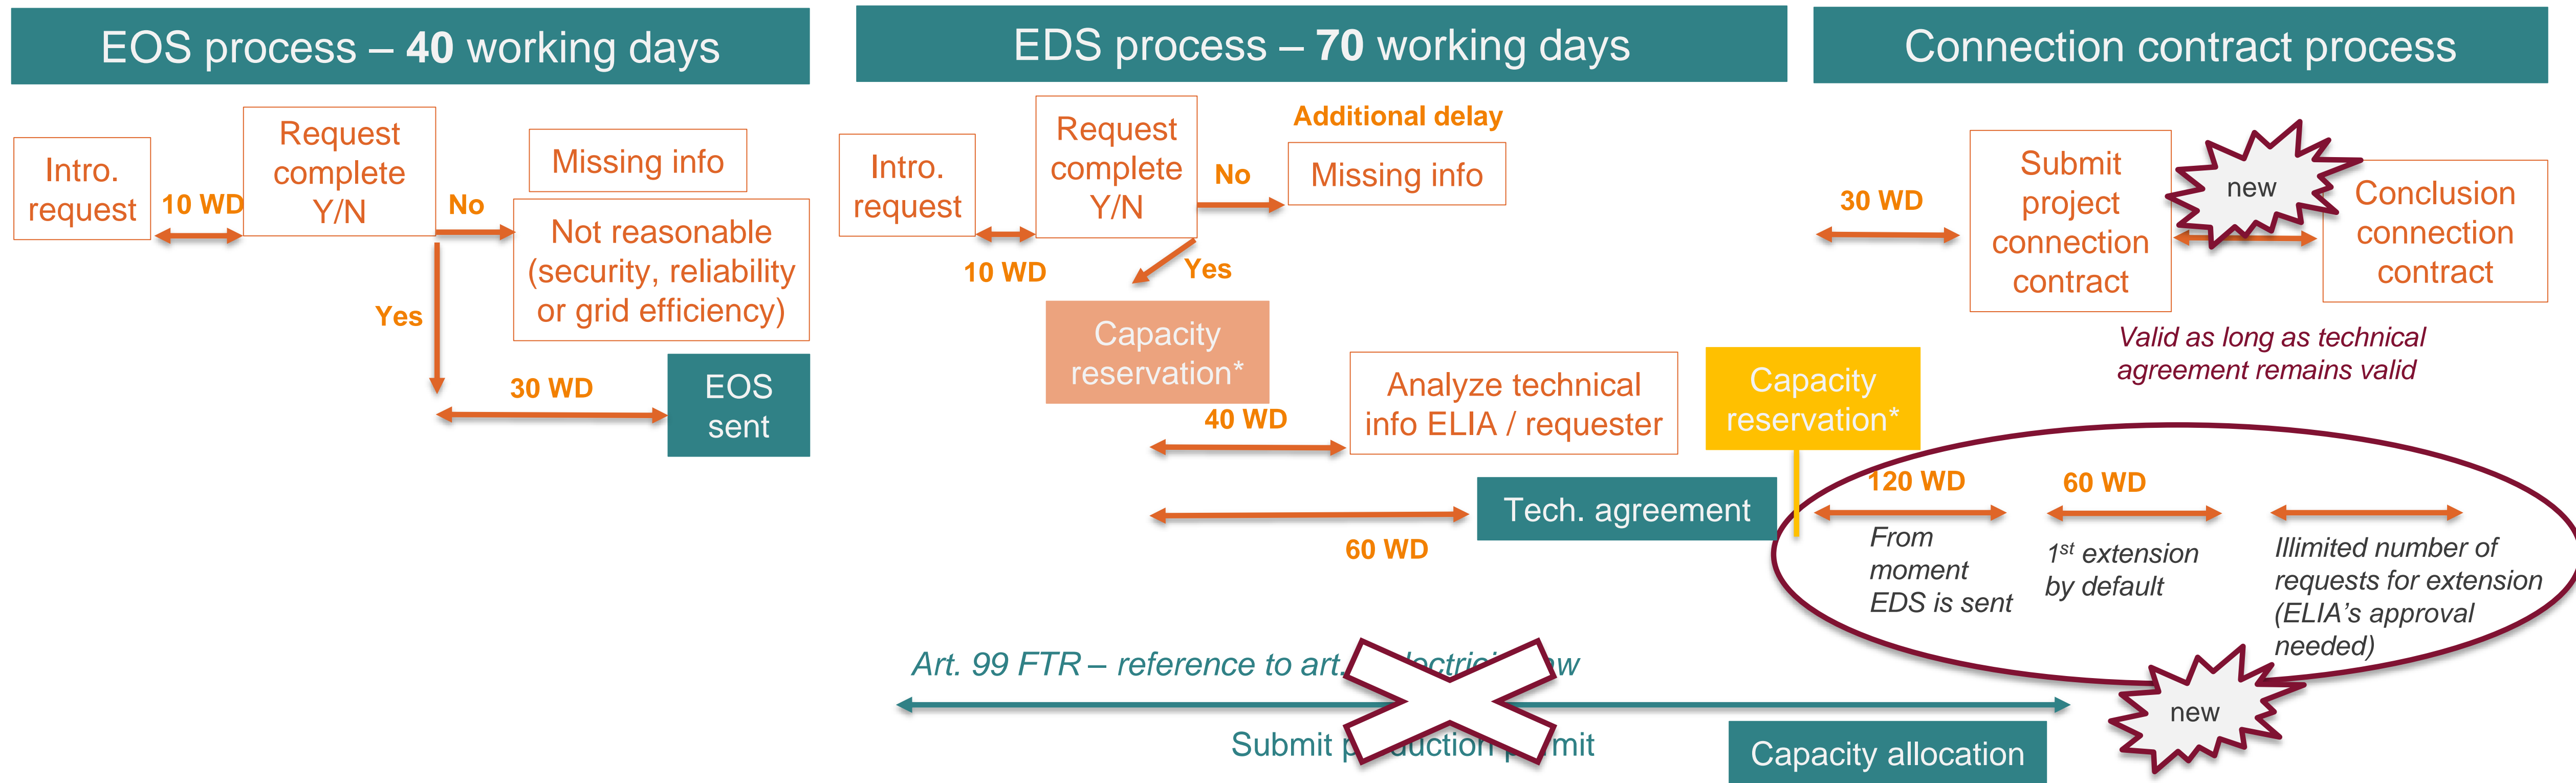 EOS process – 40 working days
Intro.
request
10 WD
Request
complete
Y/N
No
Missing info
Not reasonable
(security, reliability
or grid efficiency)
Yes
30 WD
EOS
sent
EDS process – 70 working days
Intro.
request
10 WD
Request
complete
Y/N
No
Additional delay
Missing info
Yes
Capacity
reservation*
40 WD
Analyze technical
info ELIA / requester
60 WD
Tech. agreement
Capacity
reservation*
Connection contract process
30 WD
Submit
project
connection
contract
new
Conclusion
connection
contract
Valid as long as technical
agreement remains valid
120 WD
From
moment
EDS is sent
60 WD
1st extension
by default
Illimited number of
requests for extension
(ELIA's approval
needed)
new
Art. 99 FTR – reference to art.
Submit
Capacity allocation